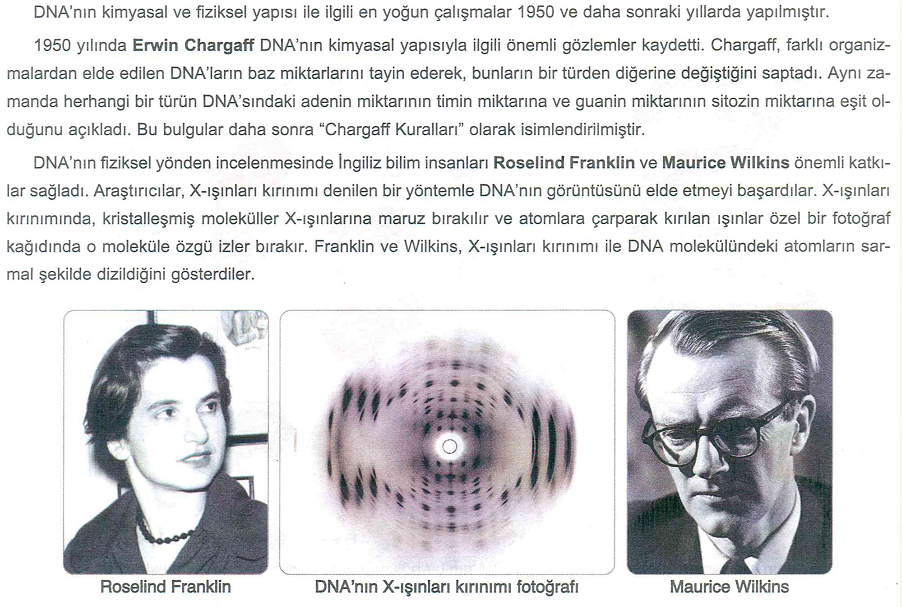 DNA'nın kimyasal ve fiziksel yapısı ile ilgili en yoğun çalışmalar 1950 ve daha sonraki yıllarda yapılmıştır.
1950 yılında Erwin Chargaff DNA'nın kimyasal yapısıyla ilgili önemli gözlemler kaydetti. Chargaff, farklı organiz-
malardan elde edilen DNA'ların baz miktarlarını tayin ederek, bunların bir türden diğerine değiştiğini saptadı. Aynı za-
manda herhangi bir türün DNA'sındaki adenin miktarının timin miktarına ve guanin miktarının sitozin miktarına eşit ol-
duğunu açıkladı. Bu bulgular daha sonra “Chargaff Kuralları” olarak isimlendirilmiştir.
DNA'nın fiziksel yönden incelenmesinde İngiliz bilim insanları Roselind Franklin ve Maurice Wilkins önemli katkı-
lar sağladı. Araştırıcılar, X-ışınları kırınımı denilen bir yöntemle DNA'nın görüntüsünü elde etmeyi başardılar. X-ışınları
kırınımında, kristalleşmiş moleküller X-ışınlarına maruz bırakılır ve atomlara çarparak kırılan ışınlar özel bir fotoğraf
kağıdında o moleküle özgü izler bırakır. Franklin ve Wilkins, X-ışınları kırınımı ile DNA molekülündeki atomların sar-
mal şekilde dizildiğini gösterdiler.
Roselind Franklin
DNA'nın X-ışınları kırınımı fotoğrafı
Maurice Wilkins